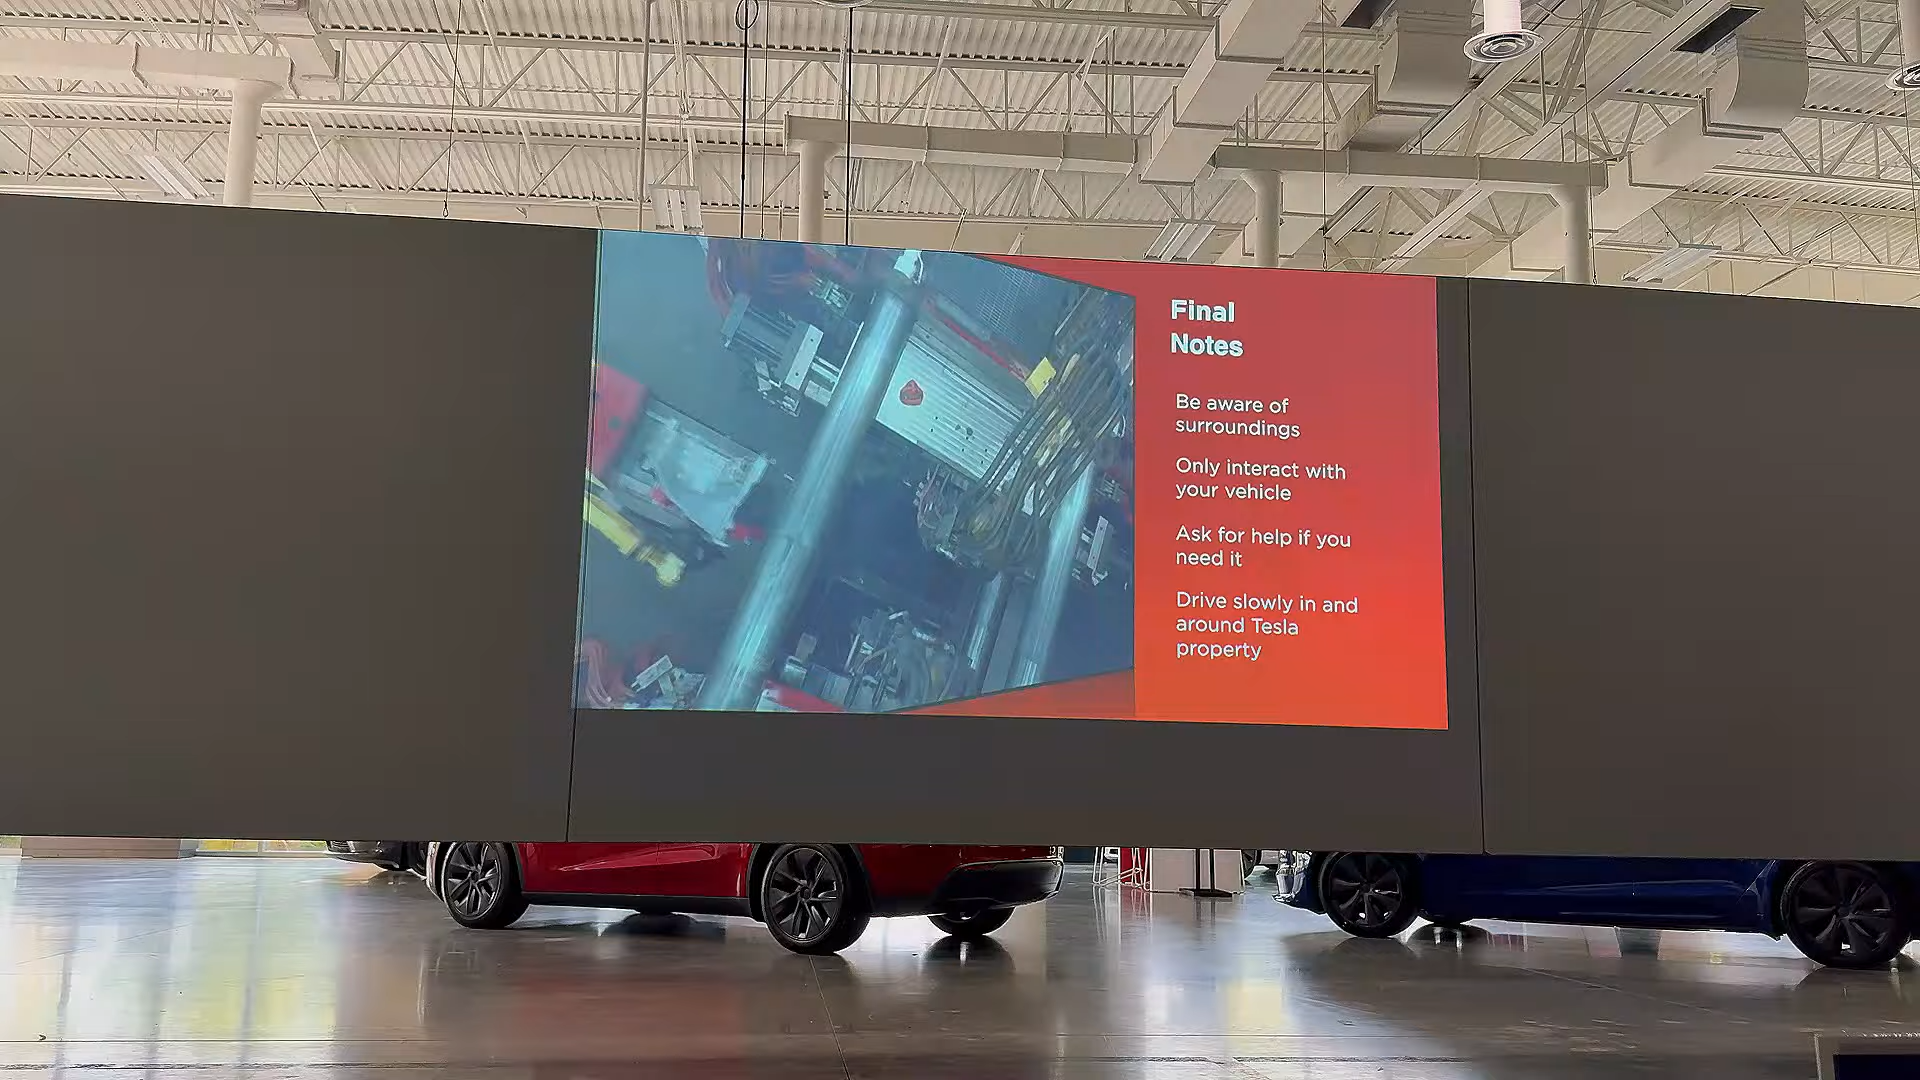 Final
Notes
Be aware of
surroundings
Only interact with
your vehicle
Ask for help if you
need it
Drive slowly in and
around Tesla
property